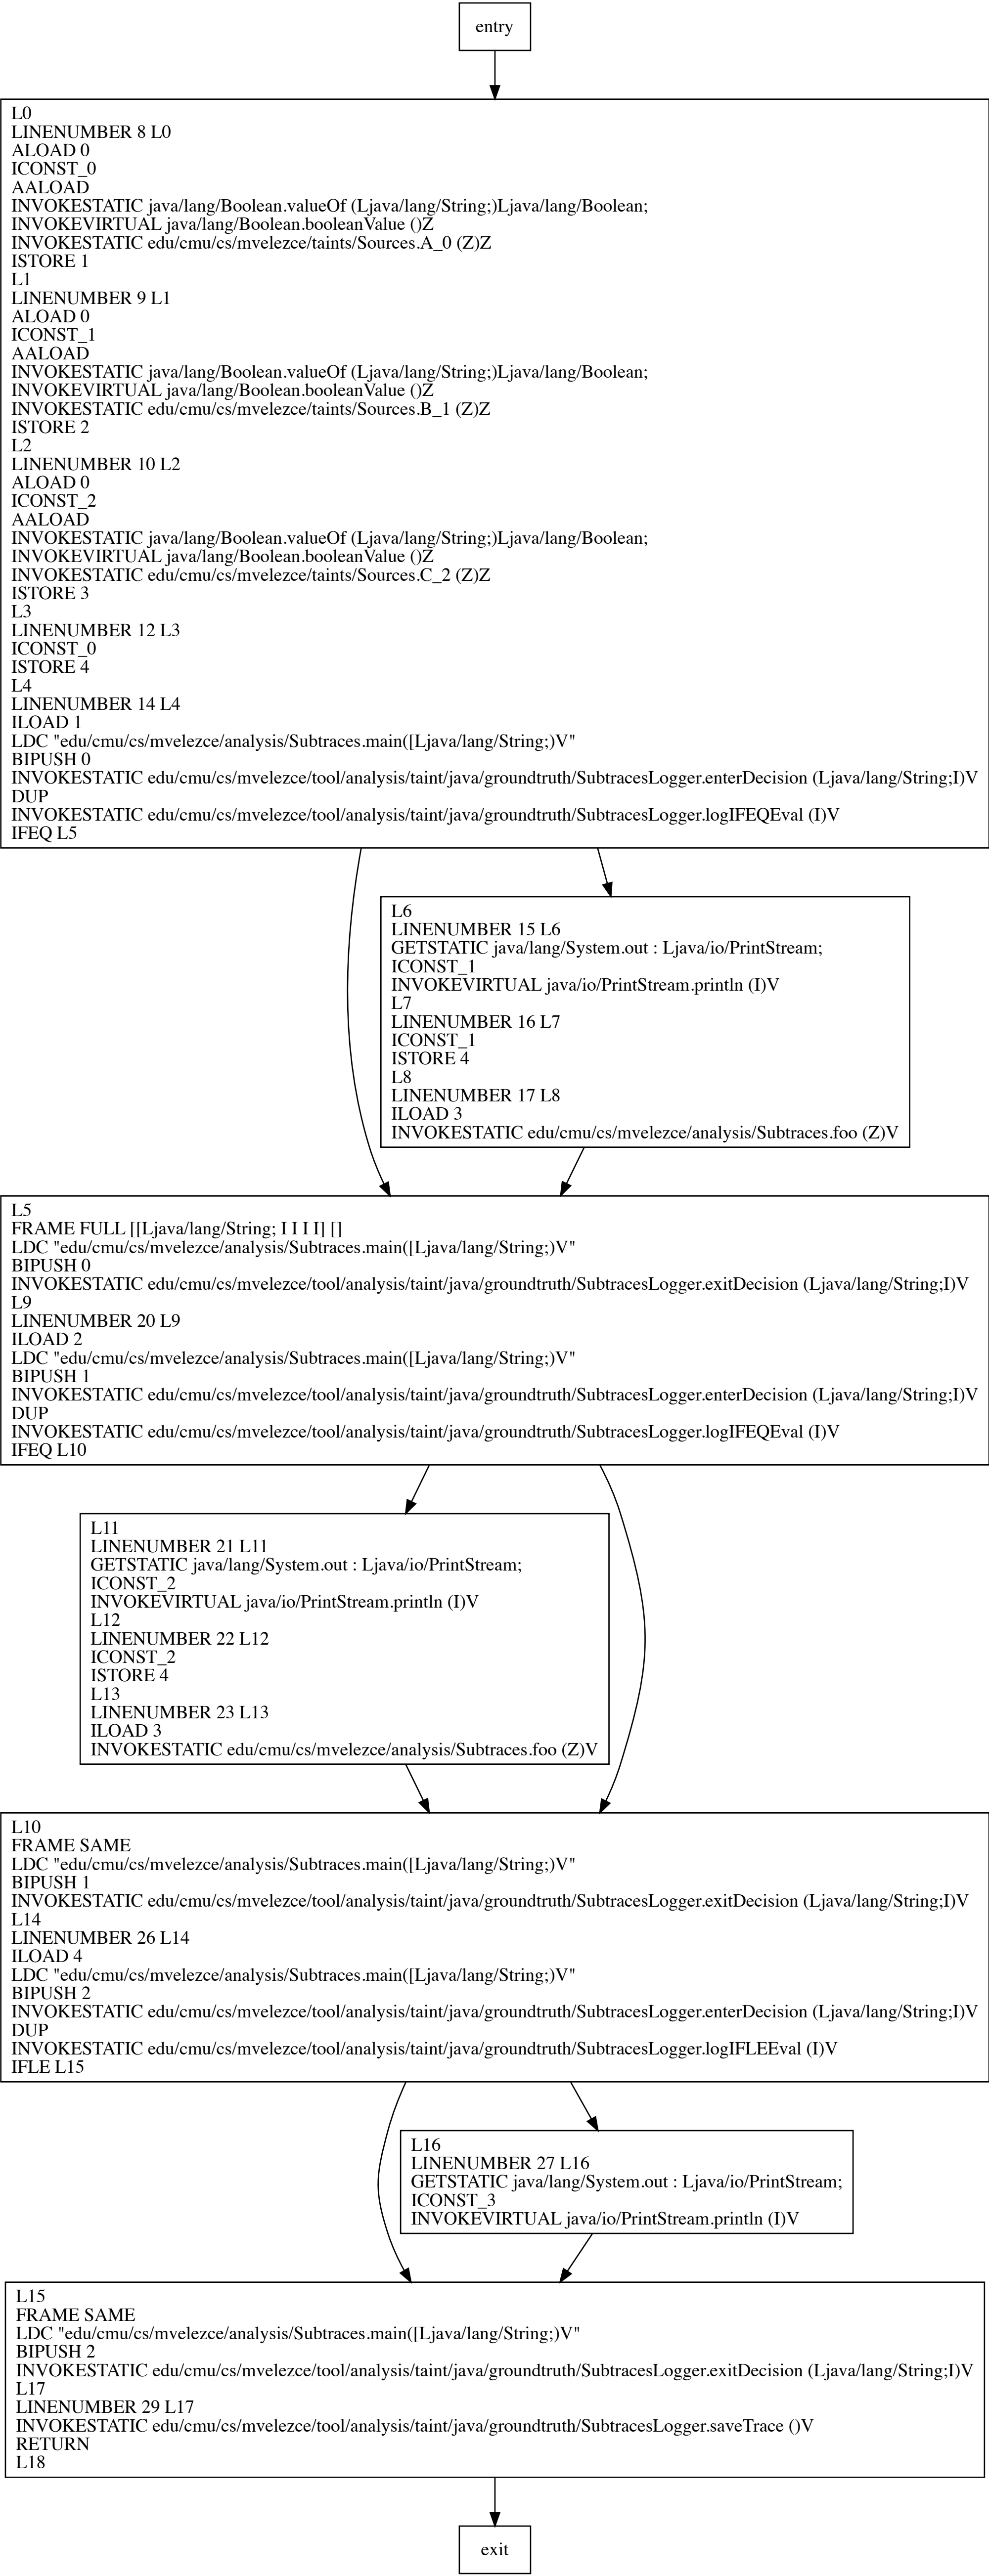 entry
L0
LINENUMBER 8 L0
ALOAD 0
ICONST_0
AALOAD
INVOKESTATIC java/lang/Boolean.valueOf (Ljava/lang/String;)Ljava/lang/Boolean;
INVOKEVIRTUAL java/lang/Boolean.booleanValue ()Z
INVOKESTATIC edu/cmu/cs/mvelezce/taints/Sources.A_0 (Z)Z
ISTORE 1
L1
LINENUMBER 9 L1
ALOAD 0
ICONST_1
AALOAD
INVOKESTATIC java/lang/Boolean.valueOf (Ljava/lang/String;)Ljava/lang/Boolean;
INVOKEVIRTUAL java/lang/Boolean.booleanValue ()Z
INVOKESTATIC edu/cmu/cs/mvelezce/taints/Sources.B_1 (Z)Z
ISTORE 2
L2
LINENUMBER 10 L2
ALOAD 0
ICONST_2
AALOAD
INVOKESTATIC java/lang/Boolean.valueOf (Ljava/lang/String;)Ljava/lang/Boolean;
INVOKEVIRTUAL java/lang/Boolean.booleanValue ()Z
INVOKESTATIC edu/cmu/cs/mvelezce/taints/Sources.C_2 (Z)Z
ISTORE 3
L3
LINENUMBER 12 L3
ICONST_0
ISTORE 4
L4
LINENUMBER 14 L4
ILOAD 1
LDC "edu/cmu/cs/mvelezce/analysis/Subtraces.main([Ljava/lang/String;)V"
BIPUSH 0
INVOKESTATIC edu/cmu/cs/mvelezce/tool/analysis/taint/java/groundtruth/SubtracesLogger.enterDecision (Ljava/lang/String;I)V
DUP
INVOKESTATIC edu/cmu/cs/mvelezce/tool/analysis/taint/java/groundtruth/SubtracesLogger.logIFEQEval (I)V
IFEQ L5
L6
LINENUMBER 15 L6
GETSTATIC java/lang/System.out : Ljava/io/PrintStream;
ICONST_1
INVOKEVIRTUAL java/io/PrintStream.println (I)V
L7
LINENUMBER 16 L7
ICONST_1
ISTORE 4
L8
LINENUMBER 17 L8
ILOAD 3
INVOKESTATIC edu/cmu/cs/mvelezce/analysis/Subtraces.foo (Z)V
L5
FRAME FULL [[Ljava/lang/String; I I I I] []
LDC "edu/cmu/cs/mvelezce/analysis/Subtraces.main([Ljava/lang/String;)V"
BIPUSH 0
INVOKESTATIC edu/cmu/cs/mvelezce/tool/analysis/taint/java/groundtruth/SubtracesLogger.exitDecision (Ljava/lang/String;I)V
L9
LINENUMBER 20 L9
ILOAD 2
LDC "edu/cmu/cs/mvelezce/analysis/Subtraces.main([Ljava/lang/String;)V"
BIPUSH 1
INVOKESTATIC edu/cmu/cs/mvelezce/tool/analysis/taint/java/groundtruth/SubtracesLogger.enterDecision (Ljava/lang/String;I)V
DUP
INVOKESTATIC edu/cmu/cs/mvelezce/tool/analysis/taint/java/groundtruth/SubtracesLogger.logIFEQEval (I)V
IFEQ L10
L11
LINENUMBER 21 L11
GETSTATIC java/lang/System.out : Ljava/io/PrintStream;
ICONST_2
INVOKEVIRTUAL java/io/PrintStream.println (I)V
L12
LINENUMBER 22 L12
ICONST_2
ISTORE 4
L13
LINENUMBER 23 L13
ILOAD 3
INVOKESTATIC edu/cmu/cs/mvelezce/analysis/Subtraces.foo (Z)V
L10
FRAME SAME
LDC "edu/cmu/cs/mvelezce/analysis/Subtraces.main([Ljava/lang/String;)V"
BIPUSH 1
INVOKESTATIC edu/cmu/cs/mvelezce/tool/analysis/taint/java/groundtruth/SubtracesLogger.exitDecision (Ljava/lang/String;I)V
L14
LINENUMBER 26 L14
ILOAD 4
LDC "edu/cmu/cs/mvelezce/analysis/Subtraces.main([Ljava/lang/String;)V"
BIPUSH 2
INVOKESTATIC edu/cmu/cs/mvelezce/tool/analysis/taint/java/groundtruth/SubtracesLogger.enterDecision (Ljava/lang/String;I)V
DUP
INVOKESTATIC edu/cmu/cs/mvelezce/tool/analysis/taint/java/groundtruth/SubtracesLogger.logIFLEEval (I)V
IFLE L15
L16
LINENUMBER 27 L16
GETSTATIC java/lang/System.out : Ljava/io/PrintStream;
ICONST_3
INVOKEVIRTUAL java/io/PrintStream.println (I)V
L15
FRAME SAME
LDC "edu/cmu/cs/mvelezce/analysis/Subtraces.main([Ljava/lang/String;)V"
BIPUSH 2
INVOKESTATIC edu/cmu/cs/mvelezce/tool/analysis/taint/java/groundtruth/SubtracesLogger.exitDecision (Ljava/lang/String;I)V
L17
LINENUMBER 29 L17
INVOKESTATIC edu/cmu/cs/mvelezce/tool/analysis/taint/java/groundtruth/SubtracesLogger.saveTrace ()V
RETURN
L18
exit